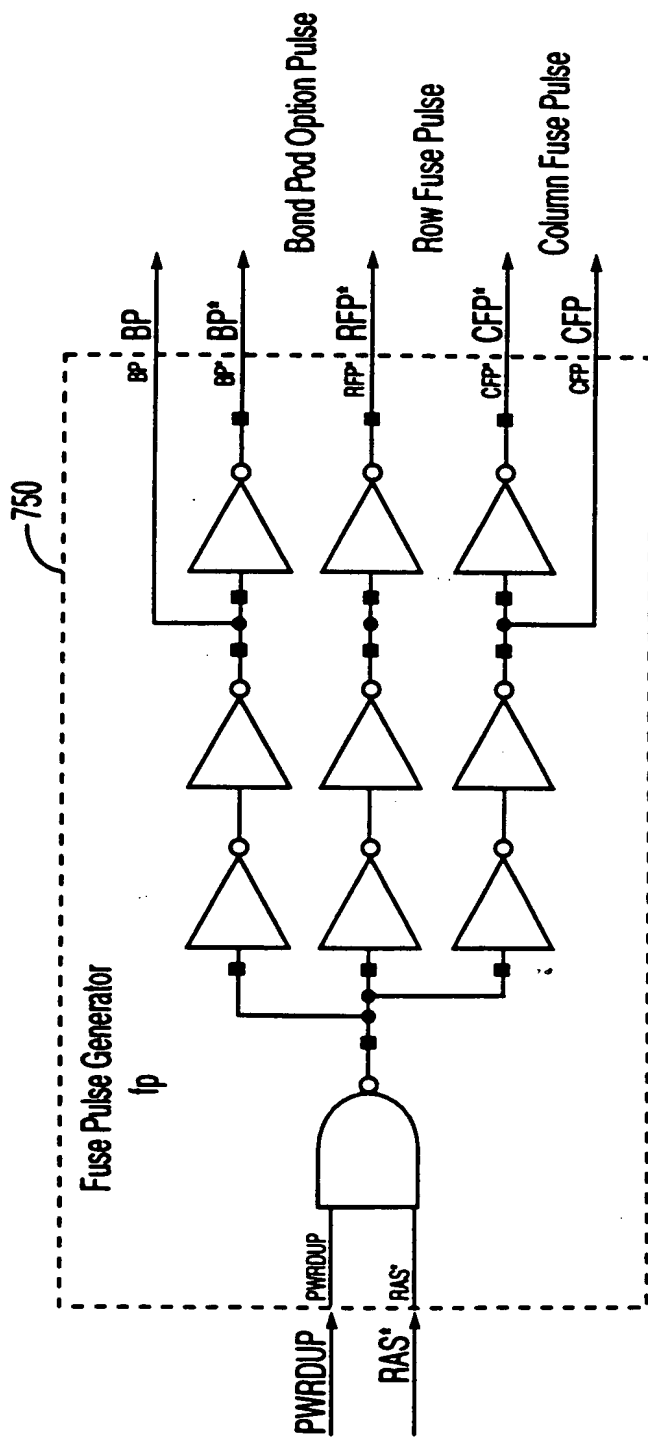 750
Fuse Pulse Generator
fp
PWRDUP
PWRDUP
RAS*
RAS*
BP
BP
BP*
BP*
Bond Pod Option Pulse
RFP*
RFP*
Row Fuse Pulse
CFP*
CFP*
Column Fuse Pulse
CFP
CFP